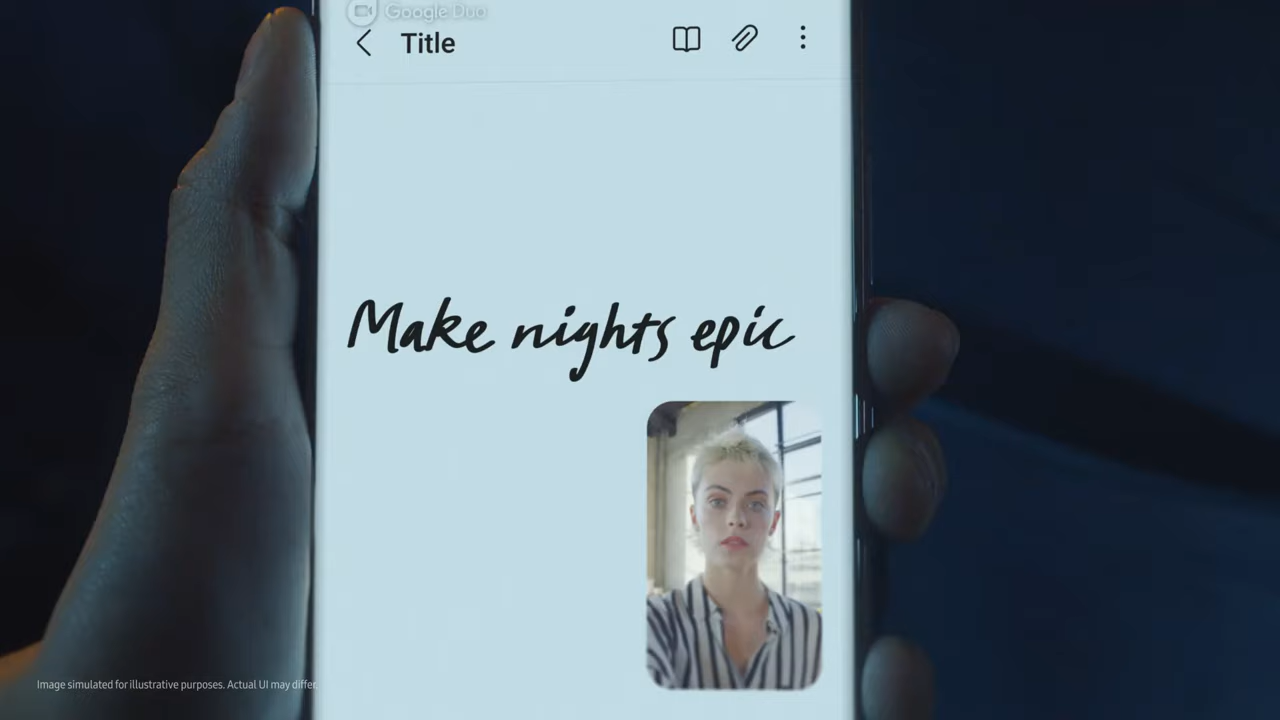 Google Duo
Title
Make nights epic
Image simulated for illustrative purposes. Actual UI may differ.